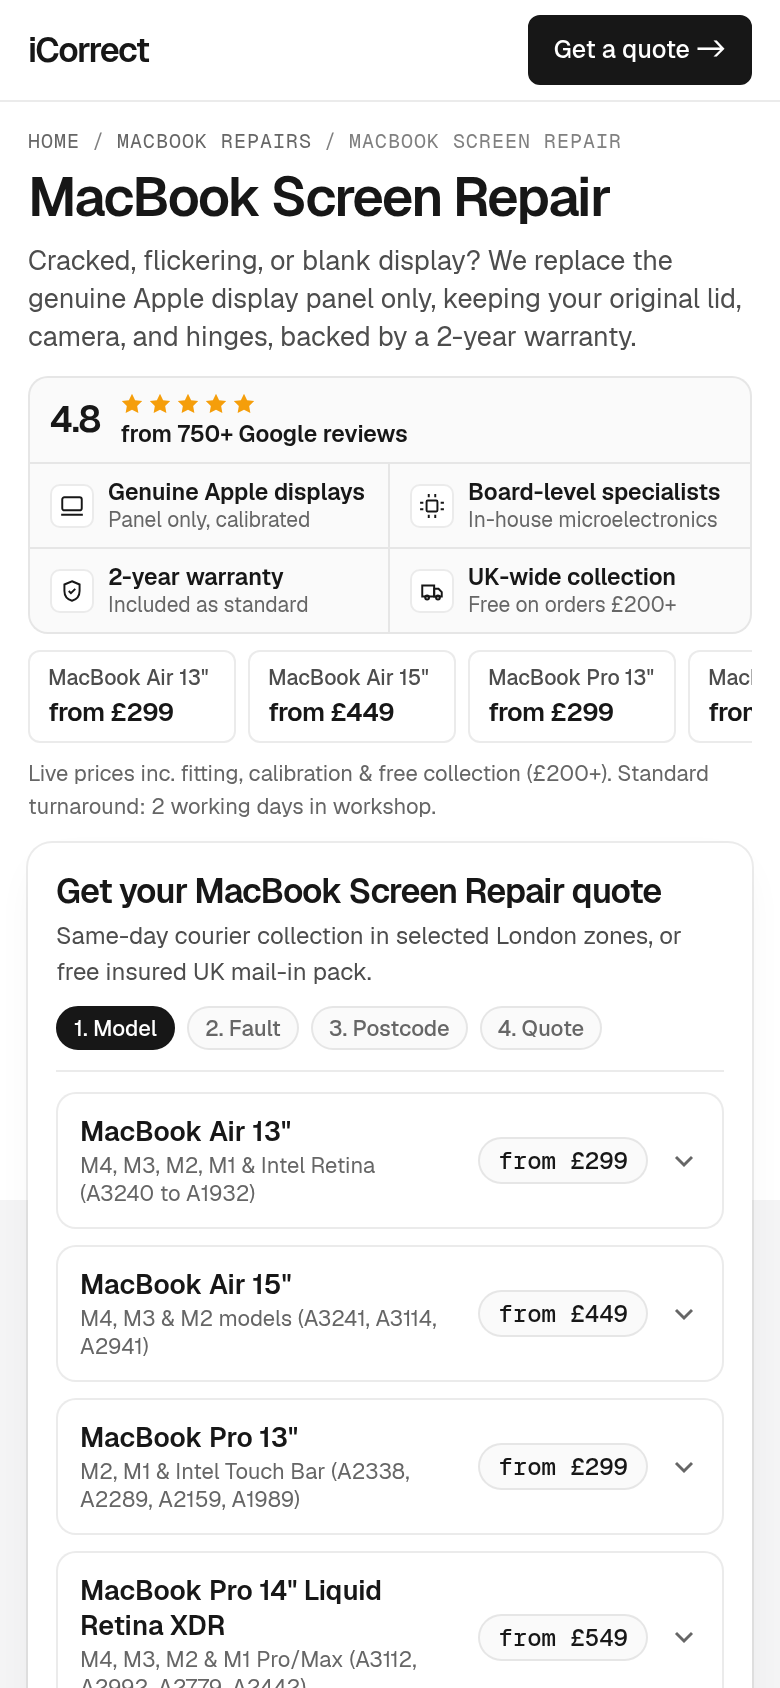 iCorrect
Get a quote →
HOME / MACBOOK REPAIRS / MACBOOK SCREEN REPAIR
MacBook Screen Repair
Cracked, flickering, or blank display? We replace the
genuine Apple display panel only, keeping your original lid,
camera, and hinges, backed by a 2-year warranty.
4.8
from 750+ Google reviews
Genuine Apple displays
Panel only, calibrated
Board-level specialists
In-house microelectronics
2-year warranty
Included as standard
UK-wide collection
Free on orders £200+
MacBook Air 13"
from £299
MacBook Air 15"
from £449
MacBook Pro 13"
from £299
Live prices inc. fitting, calibration & free collection (£200+). Standard
turnaround: 2 working days in workshop.
Get your MacBook Screen Repair quote
Same-day courier collection in selected London zones, or
free insured UK mail-in pack.
1. Model
2. Fault
3. Postcode
4. Quote
MacBook Air 13"
M4, M3, M2, M1 & Intel Retina
(A3240 to A1932)
from £299
MacBook Air 15"
M4, M3 & M2 models (A3241, A3114,
A2941)
from £449
MacBook Pro 13"
M2, M1 & Intel Touch Bar (A2338,
A2289, A2159, A1989)
from £299
MacBook Pro 14" Liquid
Retina XDR
M4, M3, M2 & M1 Pro/Max (A3112,
A2992, A2779, A2442)
from £549